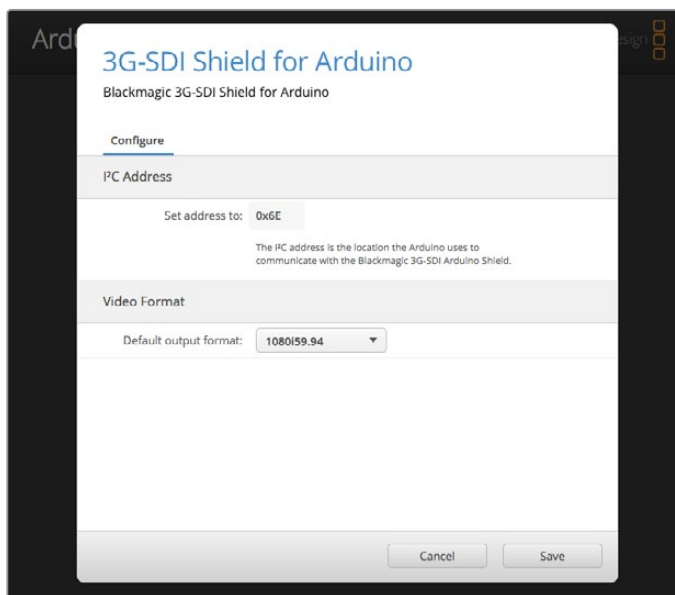 3G-SDI Shield for Arduino
Blackmagic 3G-SDI Shield for Arduino
Configure
I²C Address
Set address to: 0x6E
The I²C address is the location the Arduino uses to
communicate with the Blackmagic 3G-SDI Arduino Shield.
Video Format
Default output format: 1080i59.94
Cancel Save